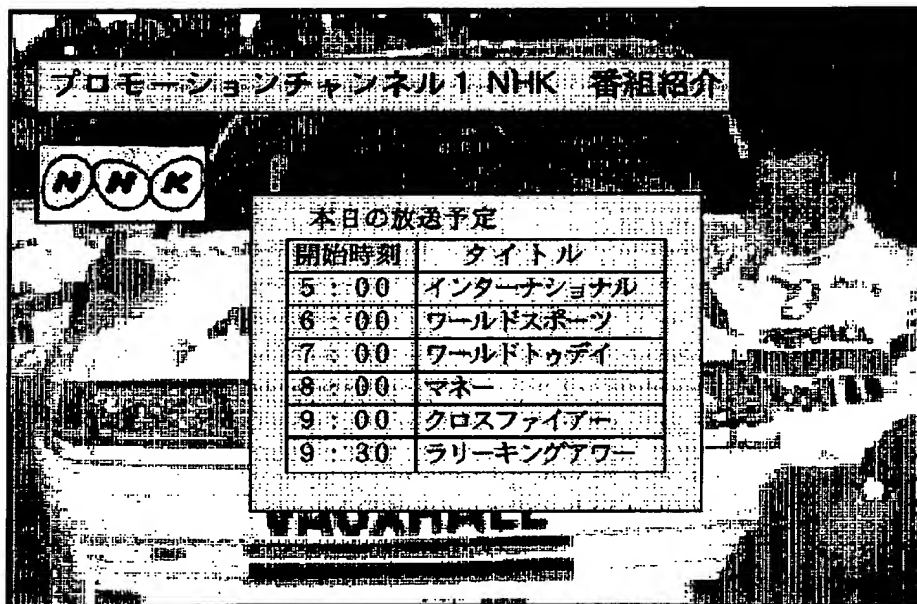 プロモーションチャンネル1 NHK 番組紹介
NHK
本日の放送予定
開始時刻 タイトル
5:00 インターナショナル
6:00 ワールドスポーツ
7:00 ワールドトゥデイ
8:00 マネー
9:00 クロスファイアー
9:30 ラリーキングアワー
VAUXHALL